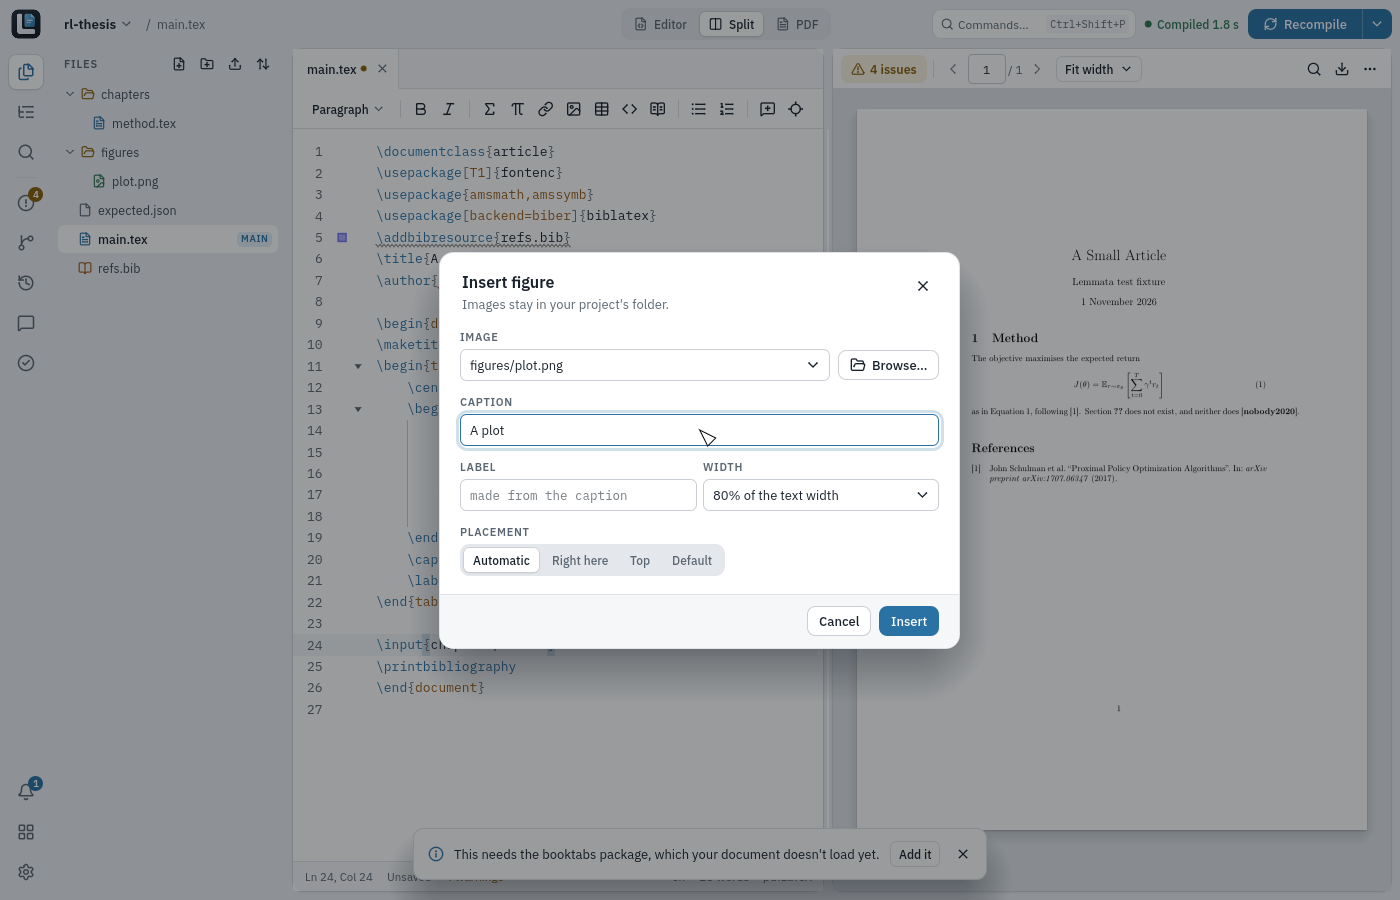 rl-thesis / main.tex
Editor Split PDF
Commands... Ctrl+Shift+P
Compiled 1.8 s
Recompile
FILES
chapters
method.tex
figures
plot.png
expected.json
main.tex MAIN
refs.bib
4
1
main.tex
Paragraph
1 \documentclass{article}
2 \usepackage[T1]{fontenc}
3 \usepackage{amsmath,amssymb}
4 \usepackage[backend=biber]{biblatex}
5 \addbibresource{refs.bib}
6 \title{A
7 \author{
8
9 \begin{d
10 \maketit
11 \begin{t
12 \cen
13 \beg
14
15
16
17
18
19 \end
20 \cap
21 \lab
22 \end{tab
23
24 \input{ch
25 \printbibliography
26 \end{document}
27
Ln 24, Col 24 Unsav
4 issues
1 / 1
Fit width
A Small Article
Lemmata test fixture
1 November 2026
1 Method
The objective maximises the expected return
J(θ) = 𝔼τ∼πθ [∑t=0T γt rt] (1)
as in Equation 1, following [1]. Section ?? does not exist, and neither does [nobody2020].
References
[1] John Schulman et al. “Proximal Policy Optimization Algorithms”. In: arXiv
preprint arXiv:1707.06347 (2017).
1
Insert figure
Images stay in your project's folder.
IMAGE
figures/plot.png
Browse...
CAPTION
A plot
LABEL WIDTH
made from the caption 80% of the text width
PLACEMENT
Automatic Right here Top Default
Cancel Insert
This needs the booktabs package, which your document doesn't load yet. Add it